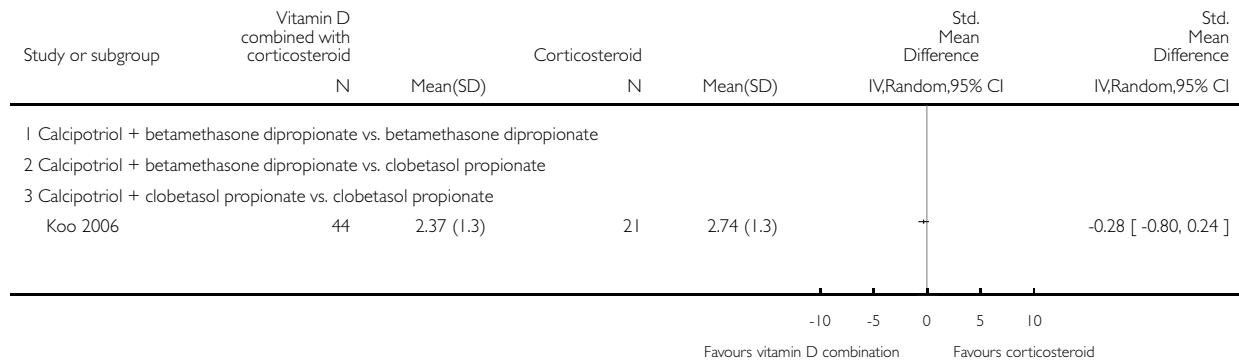 Study or subgroup Vitamin D combined with corticosteroid Corticosteroid Std. Mean Difference Std. Mean Difference
N Mean(SD) N Mean(SD) IV,Random,95% CI IV,Random,95% CI
1 Calcipotriol + betamethasone dipropionate vs. betamethasone dipropionate
2 Calcipotriol + betamethasone dipropionate vs. clobetasol propionate
3 Calcipotriol + clobetasol propionate vs. clobetasol propionate
Koo 2006 44 2.37 (1.3) 21 2.74 (1.3) -0.28 [ -0.80, 0.24 ]
-10 -5 0 5 10
Favours vitamin D combination Favours corticosteroid